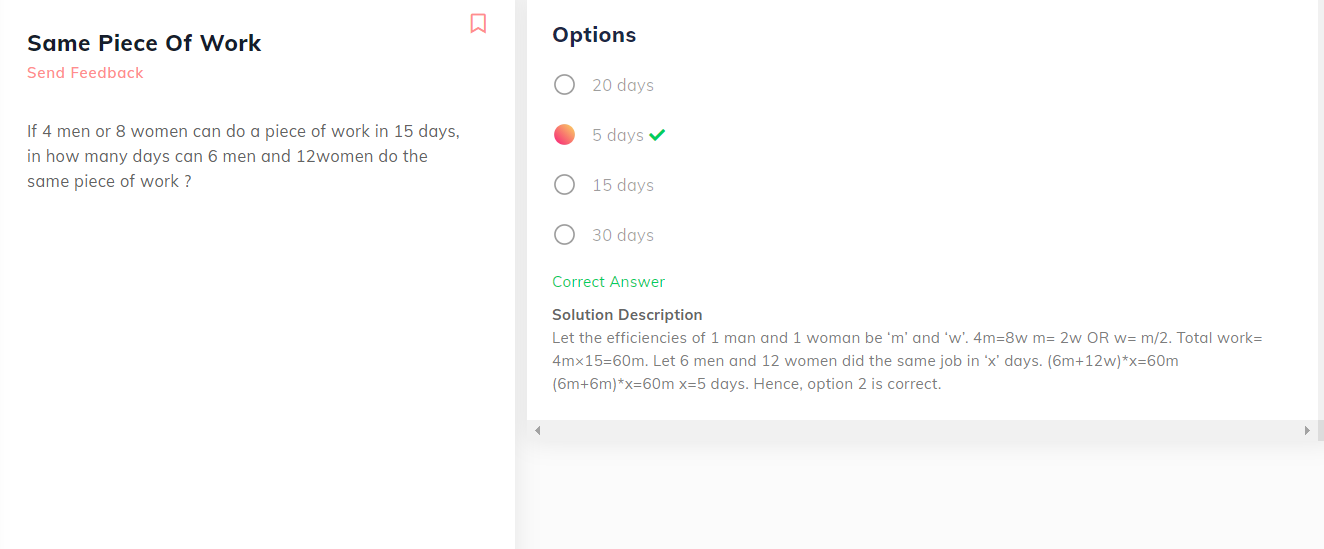 Same Piece Of Work
Send Feedback
If 4 men or 8 women can do a piece of work in 15 days,
in how many days can 6 men and 12women do the
same piece of work ?
Options
20 days
5 days
15 days
30 days
Correct Answer
Solution Description
Let the efficiencies of 1 man and 1 woman be ‘m’ and ‘w’. 4m=8w m= 2w OR w= m/2. Total work=
4m×15=60m. Let 6 men and 12 women did the same job in ‘x’ days. (6m+12w)*x=60m
(6m+6m)*x=60m x=5 days. Hence, option 2 is correct.